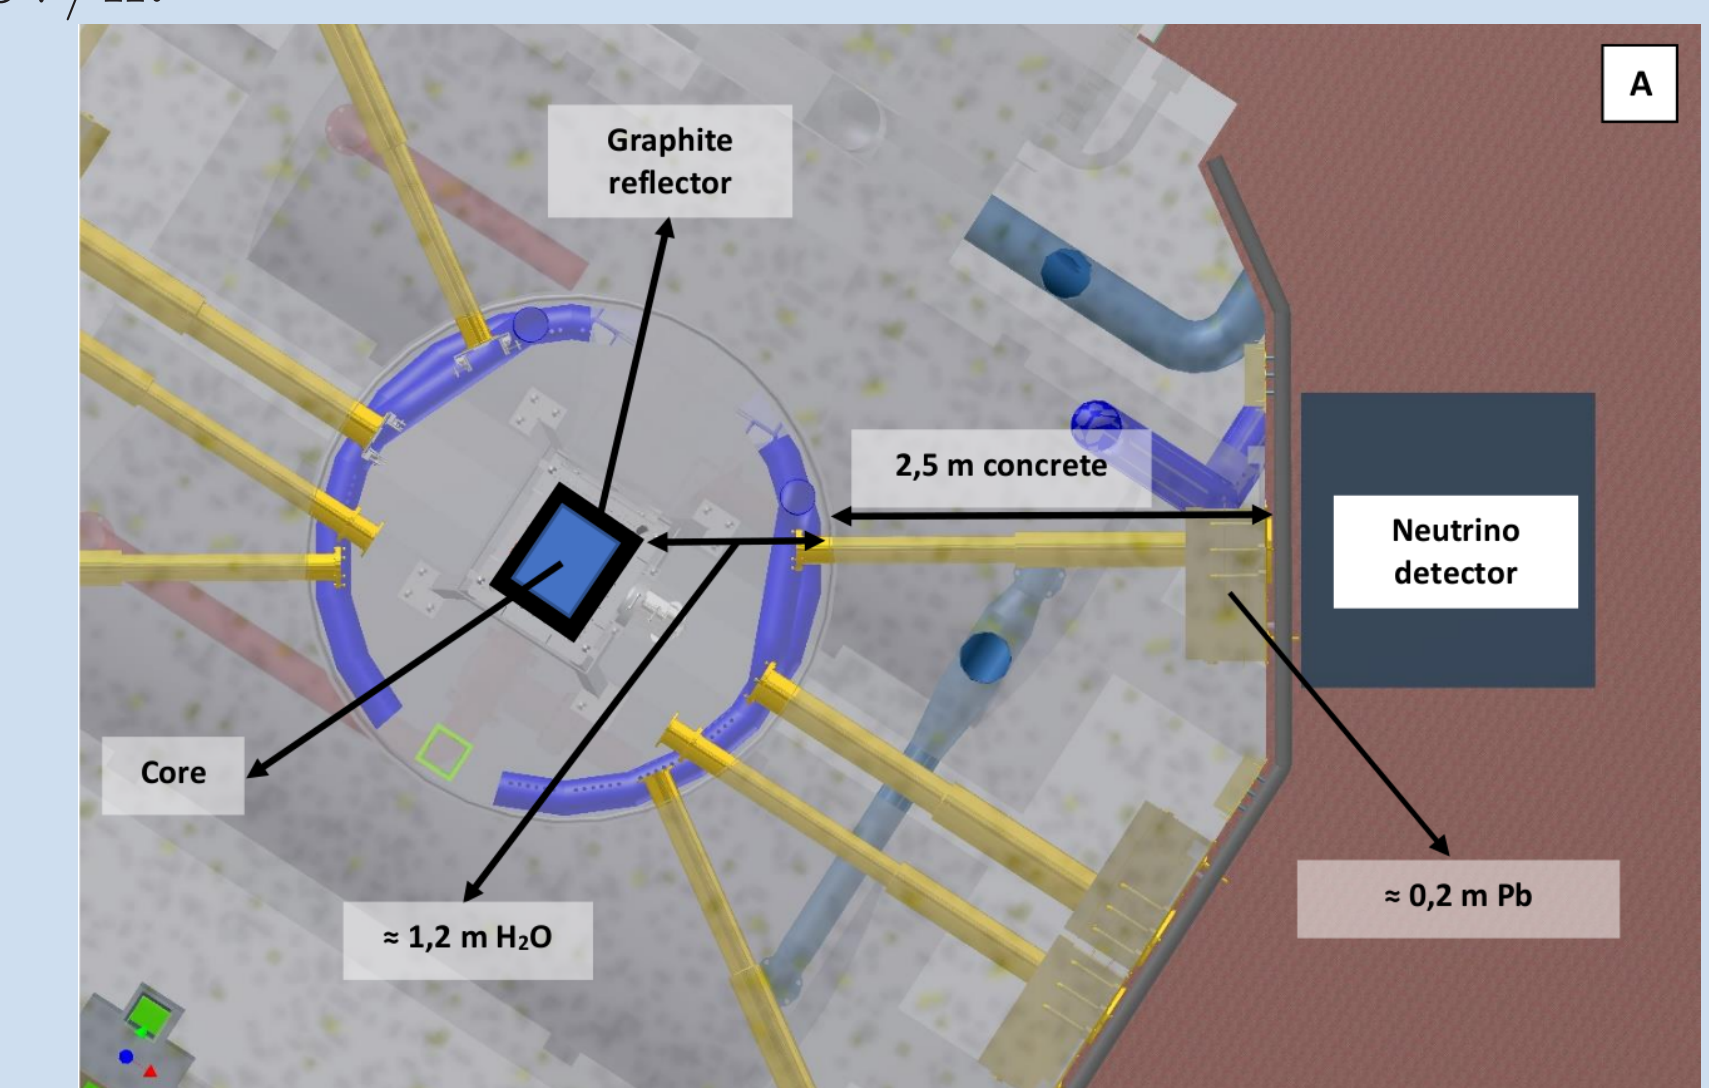 A
Graphite
reflector
2,5 m concrete
Neutrino
detector
Core
≈ 0,2 m Pb
≈ 1,2 m H₂O